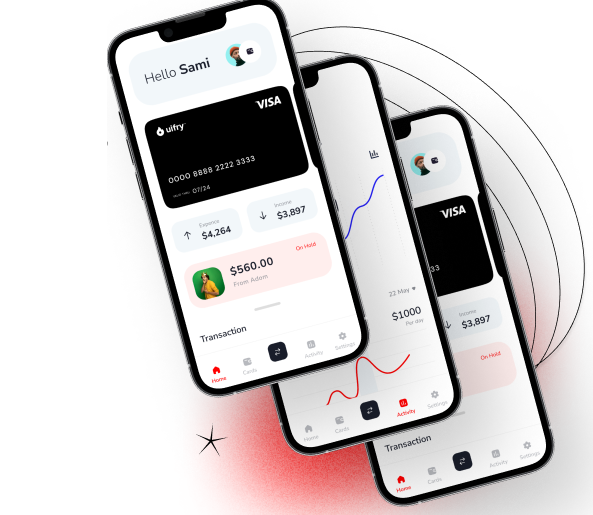 Hello Sami
VISA
uifry
0000 8888 2222 3333
07/24
Expence
$4,264
Income
$3,897
On Hold
$560.00
From Adam
Transaction
Home
Cards
Activity
Settings
22 May
$1000
Per day
Home
Cards
Activity
Settings
VISA
33
Income
$3,897
On Hold
Transaction
Home
Cards
Activity
Settings